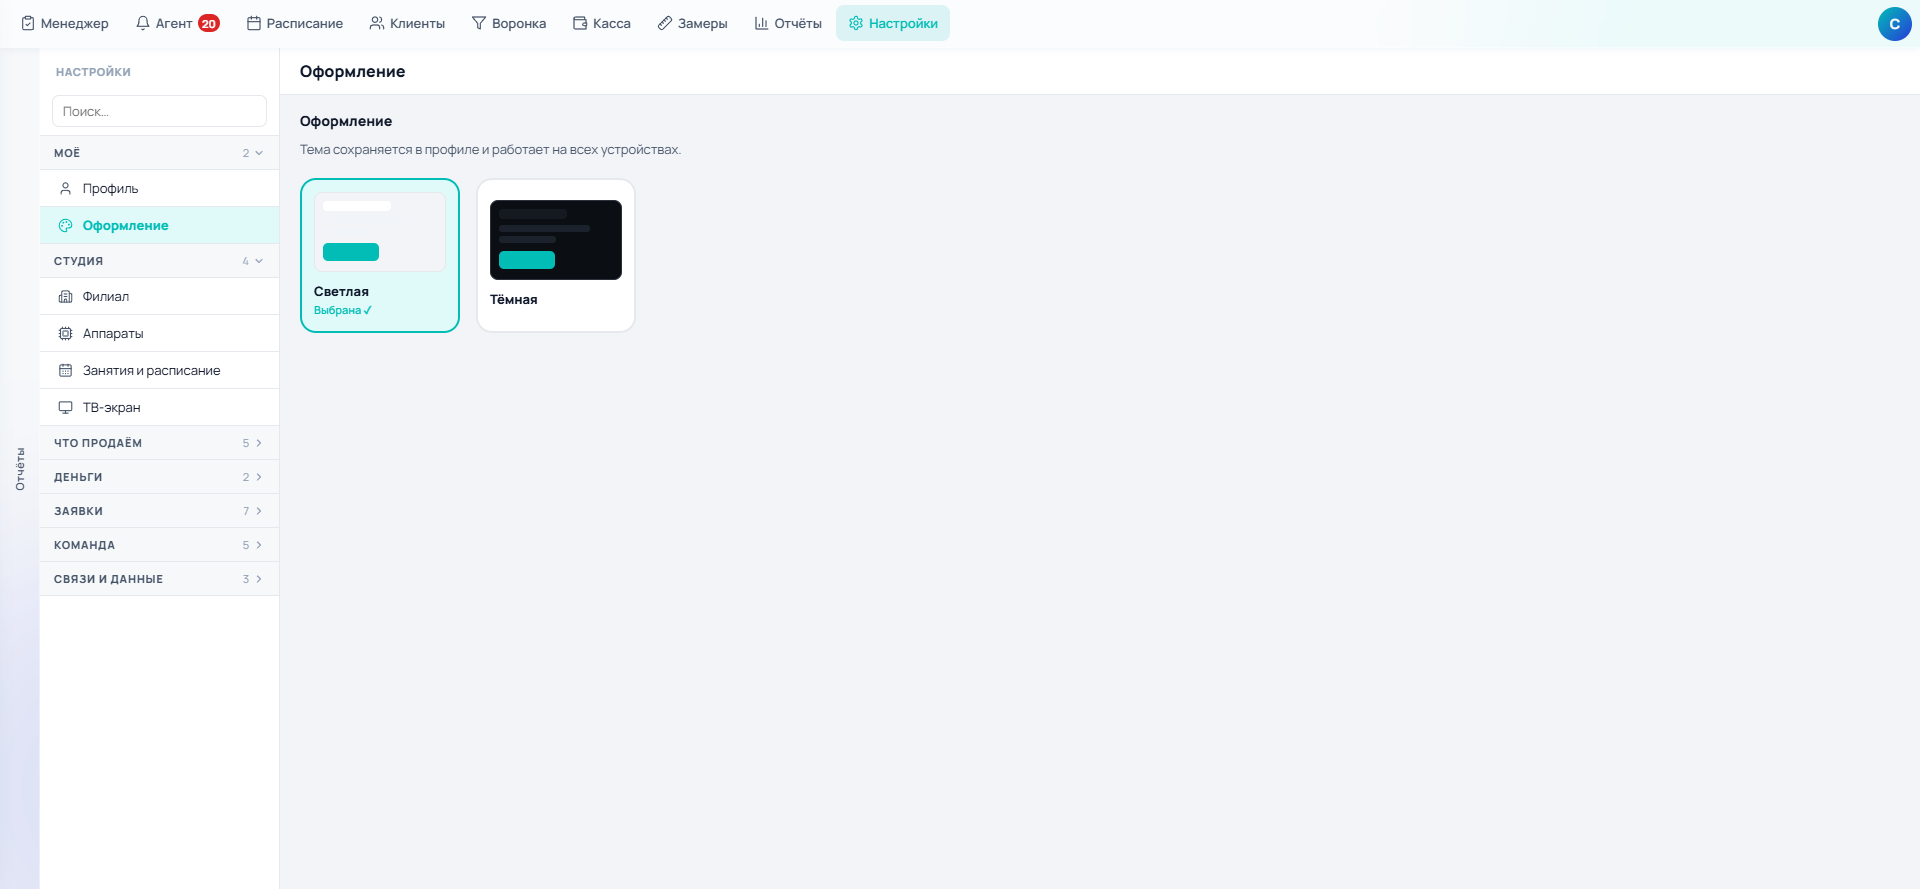 Менеджер
Агент 20
Расписание
Клиенты
Воронка
Касса
Замеры
Отчёты
Настройки
С
Отчёты
НАСТРОЙКИ
Поиск...
МОЁ 2
Профиль
Оформление
СТУДИЯ 4
Филиал
Аппараты
Занятия и расписание
ТВ-экран
ЧТО ПРОДАЁМ 5
ДЕНЬГИ 2
ЗАЯВКИ 7
КОМАНДА 5
СВЯЗИ И ДАННЫЕ 3
Оформление
Оформление
Тема сохраняется в профиле и работает на всех устройствах.
Светлая
Выбрана ✓
Тёмная